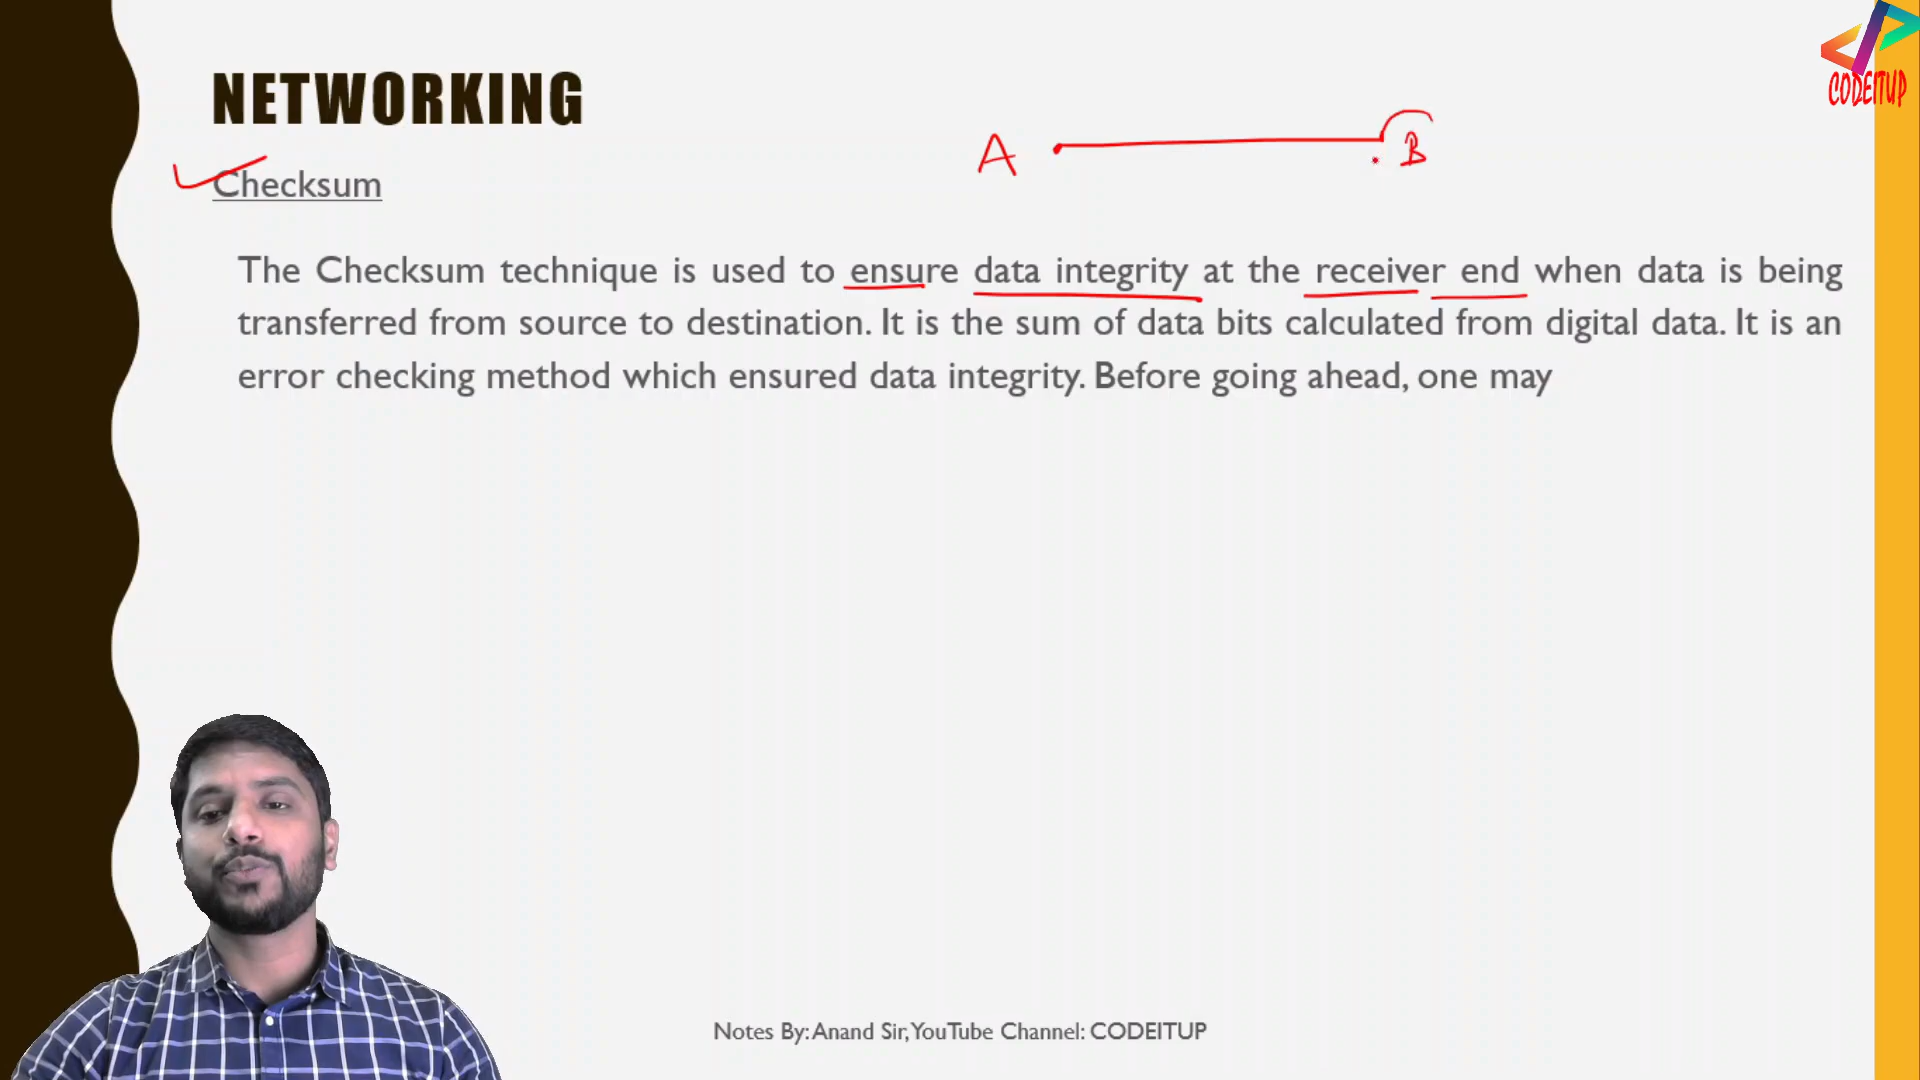 CODEITUP
NETWORKING
A B
Checksum
The Checksum technique is used to ensure data integrity at the receiver end when data is being
transferred from source to destination. It is the sum of data bits calculated from digital data. It is an
error checking method which ensured data integrity. Before going ahead, one may
Notes By: Anand Sir, YouTube Channel: CODEITUP